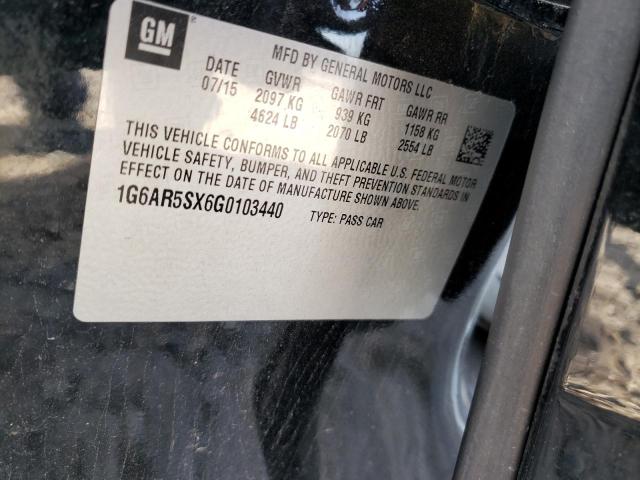 GM
MFD BY GENERAL MOTORS LLC
DATE GVWR GAWR FRT GAWR RR
07/15 2097 KG 939 KG 1158 KG
4624 LB 2070 LB 2554 LB
THIS VEHICLE CONFORMS TO ALL APPLICABLE U.S. FEDERAL MOTOR
VEHICLE SAFETY, BUMPER, AND THEFT PREVENTION STANDARDS IN
EFFECT ON THE DATE OF MANUFACTURE SHOWN ABOVE.
1G6AR5SX6G0103440 TYPE: PASS CAR